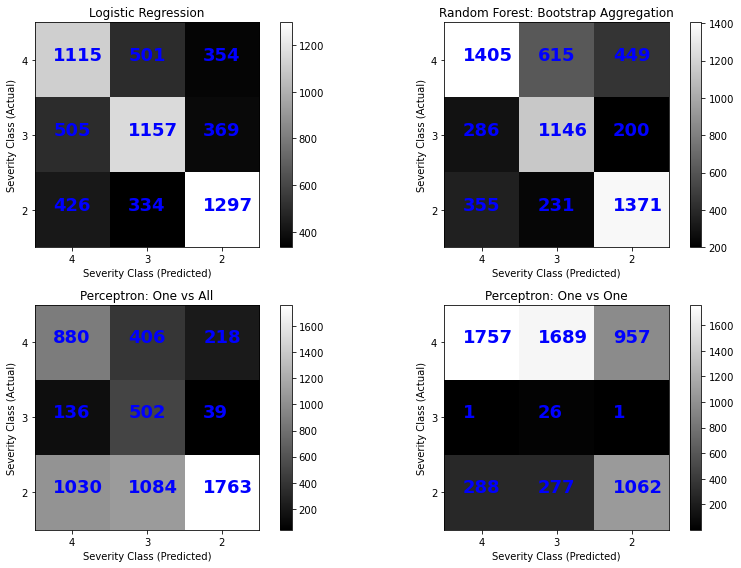 Logistic Regression
Severity Class (Actual)
4
3
2
1115 501 354
505 1157 369
426 334 1297
4 3 2
Severity Class (Predicted)
1200
1000
800
600
400
Random Forest: Bootstrap Aggregation
Severity Class (Actual)
4
3
2
1405 615 449
286 1146 200
355 231 1371
4 3 2
Severity Class (Predicted)
1400
1200
1000
800
600
400
200
Perceptron: One vs All
Severity Class (Actual)
4
3
2
880 406 218
136 502 39
1030 1084 1763
4 3 2
Severity Class (Predicted)
1600
1400
1200
1000
800
600
400
200
Perceptron: One vs One
Severity Class (Actual)
4
3
2
1757 1689 957
1 26 1
288 277 1062
4 3 2
Severity Class (Predicted)
1600
1400
1200
1000
800
600
400
200